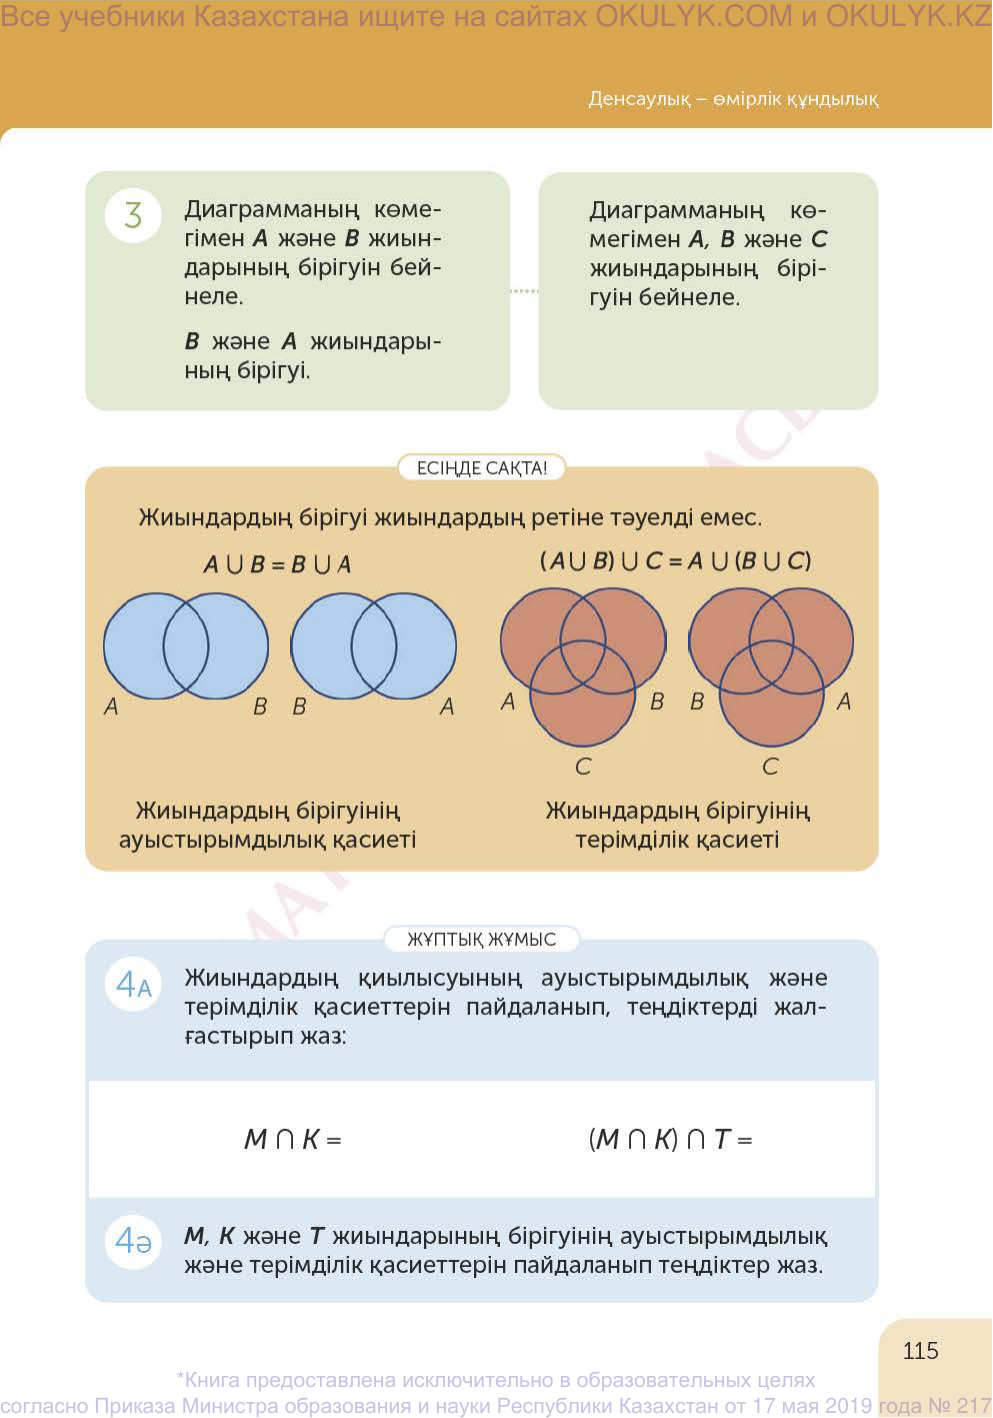 Все учебники Казахстана ищите на сайтах OKULYK.COM и OKULYK.KZ
Денсаулық – өмірлік құндылық
3
Диаграмманың көме-
гімен A және B жиын-
дарының бірігуін бей-
неле.
B және A жиындары-
ның бірігуі.
Диаграмманың кө-
мегімен A, B және C
жиындарының бірі-
гуін бейнеле.
ЕСІҢДЕ САҚТА!
Жиындардың бірігуі жиындардың ретіне тәуелді емес.
A ∪ B = B ∪ A
(A ∪ B) ∪ C = A ∪ (B ∪ C)
A B B A
A B B A
C C
Жиындардың бірігуінің
ауыстырымдылық қасиеті
Жиындардың бірігуінің
терімділік қасиеті
ЖҰПТЫҚ ЖҰМЫС
4А
Жиындардың қиылысуының ауыстырымдылық және
терімділік қасиеттерін пайдаланып, теңдіктерді жал-
ғастырып жаз:
M ∩ K =
(M ∩ K) ∩ T =
4ә
M, K және T жиындарының бірігуінің ауыстырымдылық
және терімділік қасиеттерін пайдаланып теңдіктер жаз.
115
*Книга предоставлена исключительно в образовательных целях
согласно Приказа Министра образования и науки Республики Казахстан от 17 мая 2019 года № 217